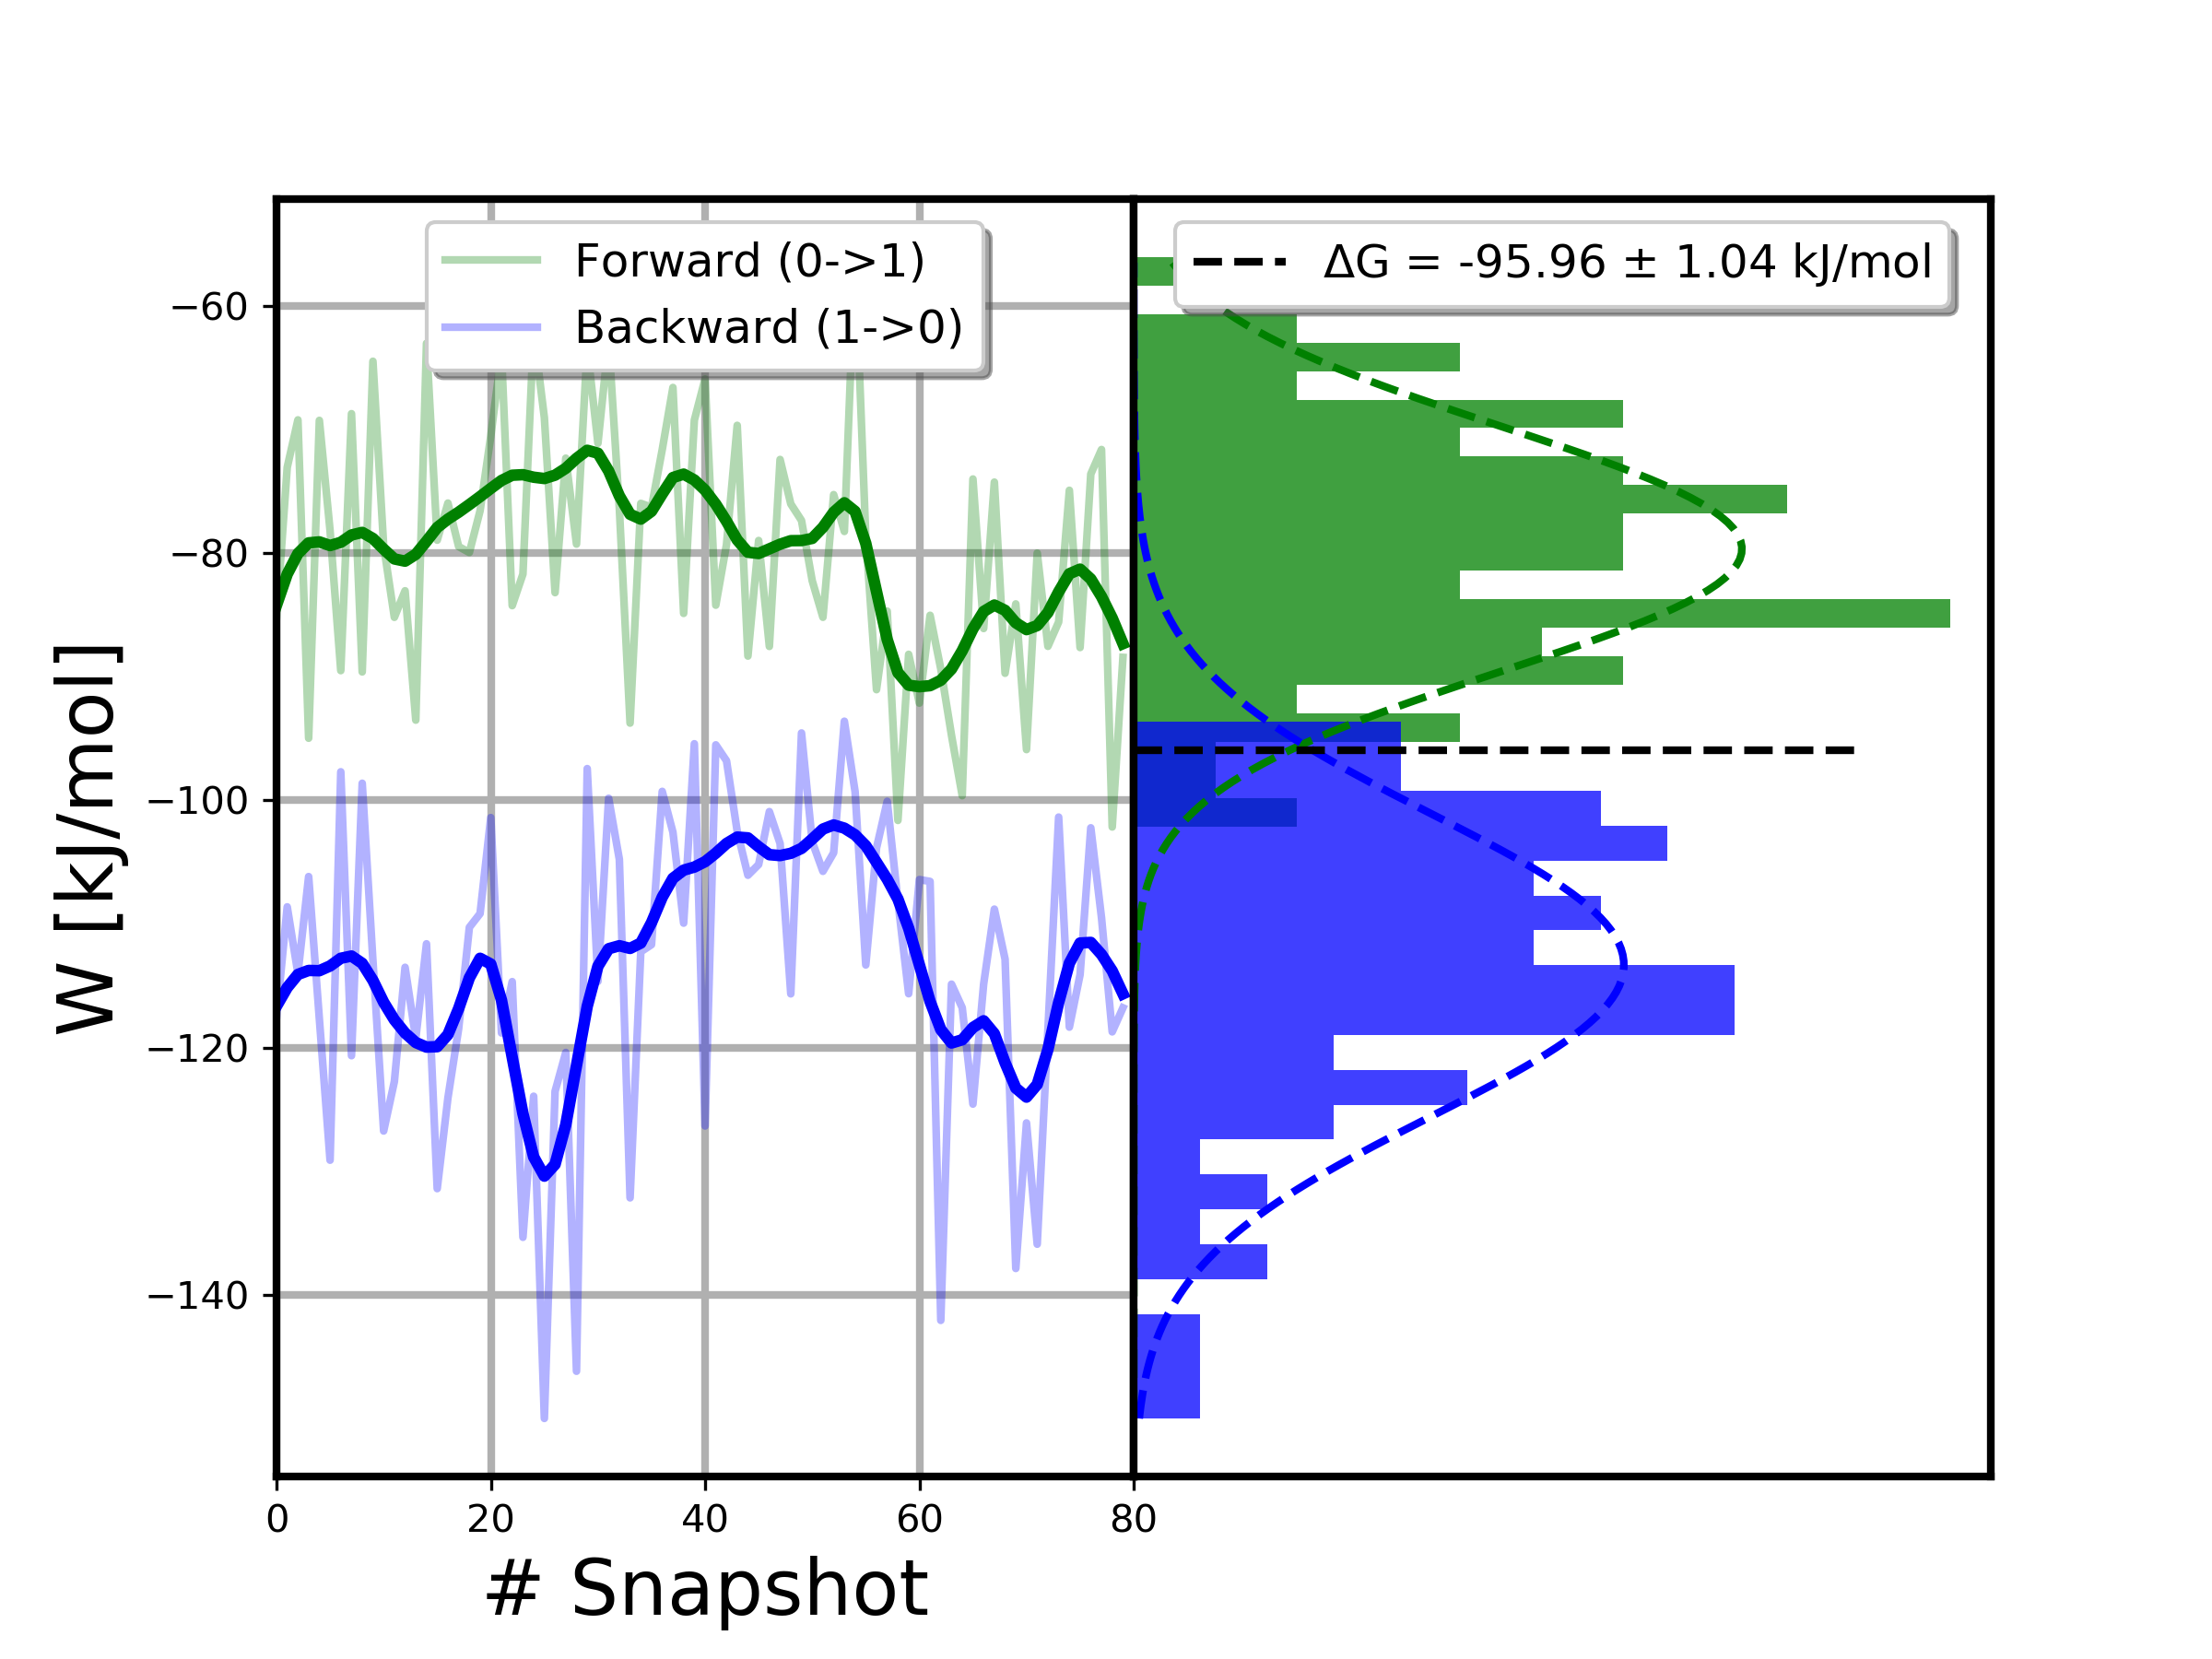 Forward (0->1)
Backward (1->0)
ΔG = -95.96 ± 1.04 kJ/mol
W [kJ/mol]
−60
−80
−100
−120
−140
0 20 40 60 80
# Snapshot